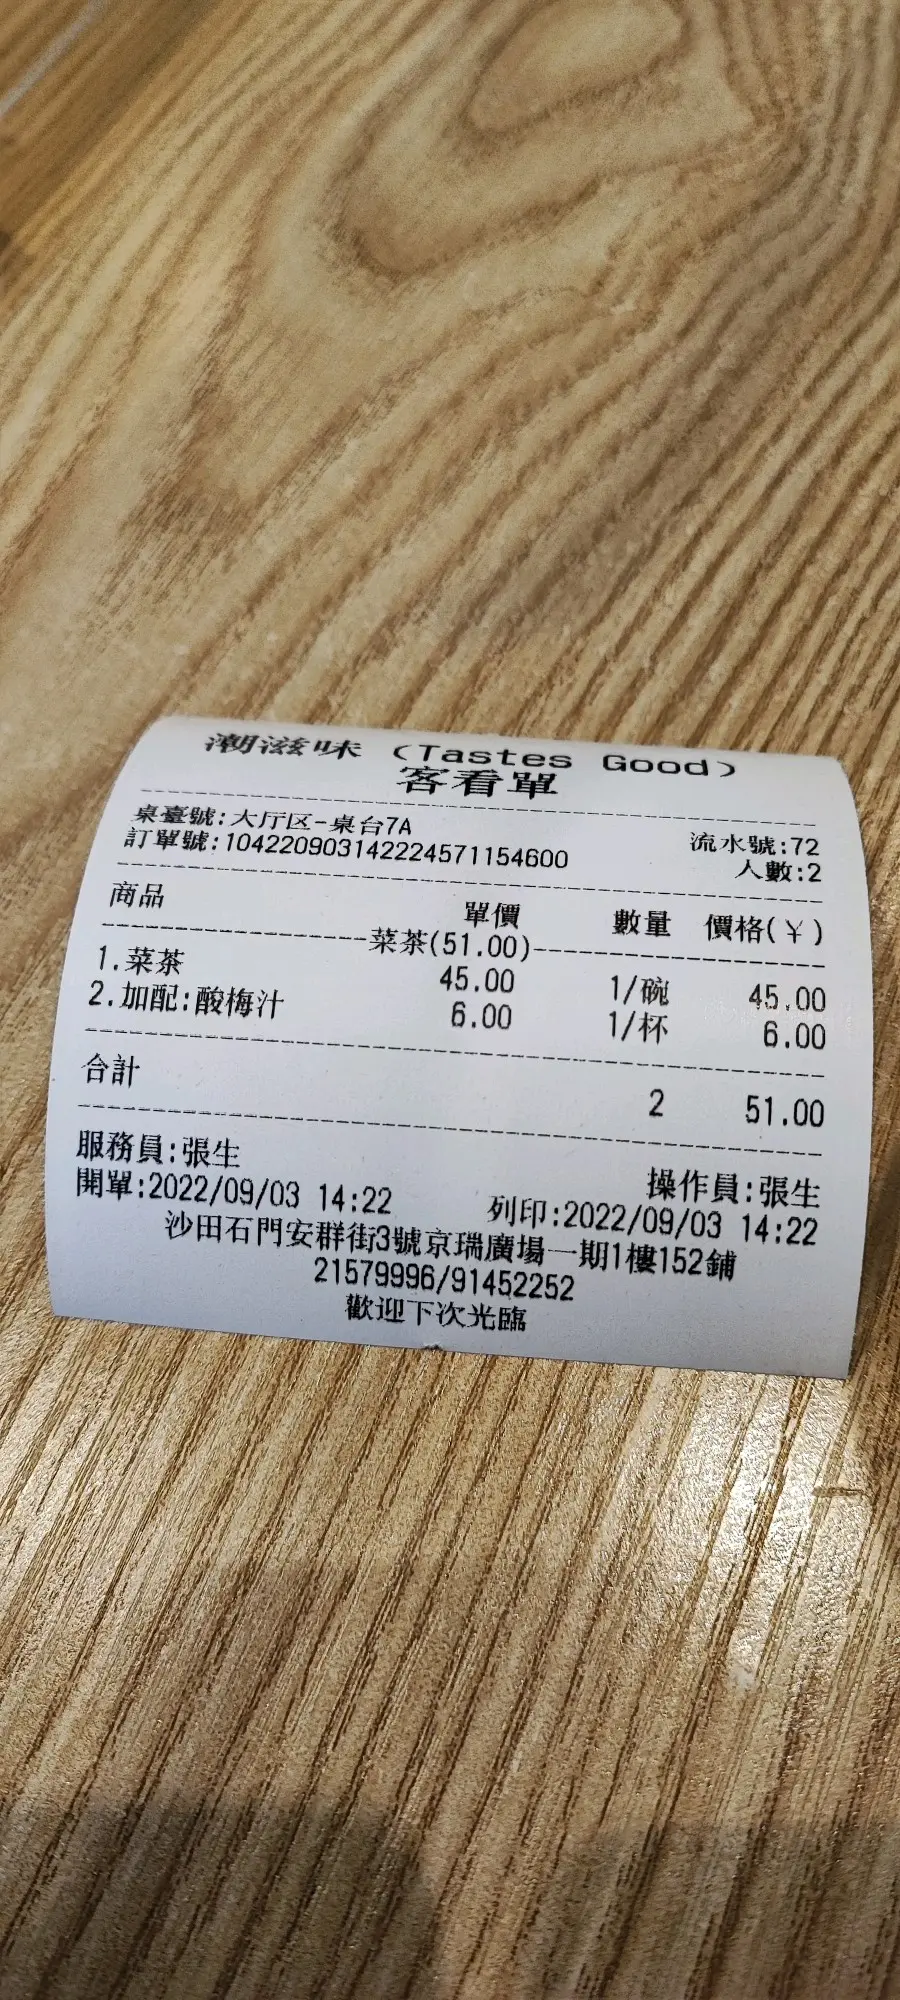 潮滋味 (Tastes Good)
客看單
桌臺號:大厅区-桌台7A 流水號:72
訂單號:1042209031422245711​54600 人數:2
商品 單價 數量 價格(￥)
菜茶(51.00)
1.菜茶 45.00 1/碗 45.00
2.加配:酸梅汁 6.00 1/杯 6.00
合計 2 51.00
服務員:張生 操作員:張生
開單:2022/09/03 14:22 列印:2022/09/03 14:22
沙田石門安群街3號京瑞廣場一期1樓152鋪
21579996/91452252
歡迎下次光臨